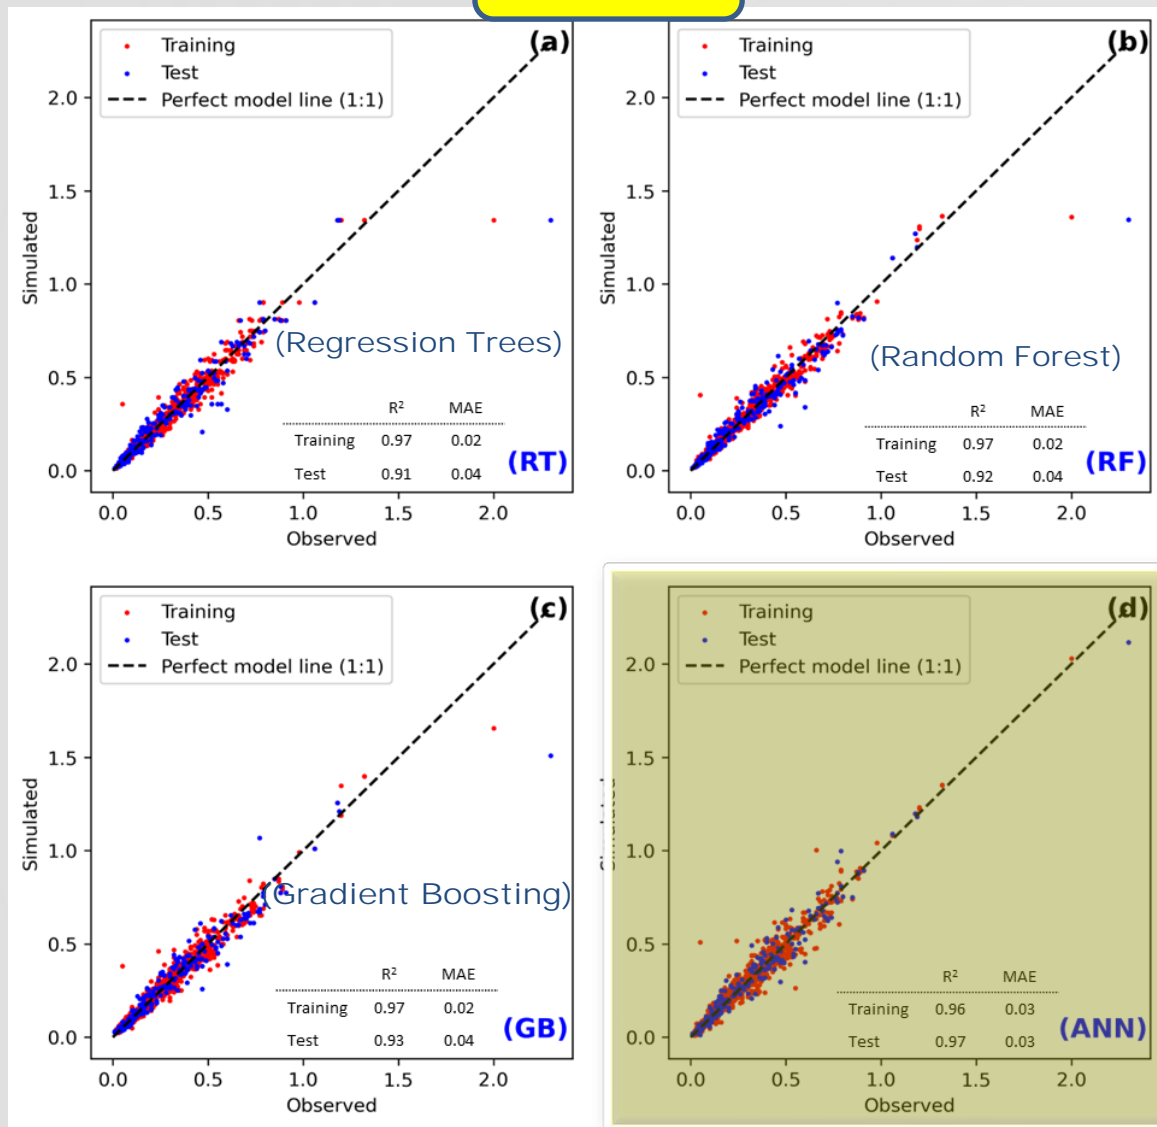 (a)
Training
Test
Perfect model line (1:1)
2.0
1.5
1.0
0.5
0.0
Simulated
(Regression Trees)
R² MAE
Training 0.97 0.02
Test 0.91 0.04
(RT)
0.0 0.5 1.0 1.5 2.0
Observed
(b)
Training
Test
Perfect model line (1:1)
2.0
1.5
1.0
0.5
0.0
Simulated
(Random Forest)
R² MAE
Training 0.97 0.02
Test 0.92 0.04
(RF)
0.0 0.5 1.0 1.5 2.0
Observed
(c)
Training
Test
Perfect model line (1:1)
2.0
1.5
1.0
0.5
0.0
Simulated
(Gradient Boosting)
R² MAE
Training 0.97 0.02
Test 0.93 0.04
(GB)
0.0 0.5 1.0 1.5 2.0
Observed
(d)
Training
Test
Perfect model line (1:1)
2.0
1.5
1.0
0.5
0.0
Simulated
R² MAE
Training 0.96 0.03
Test 0.97 0.03
(ANN)
0.0 0.5 1.0 1.5 2.0
Observed